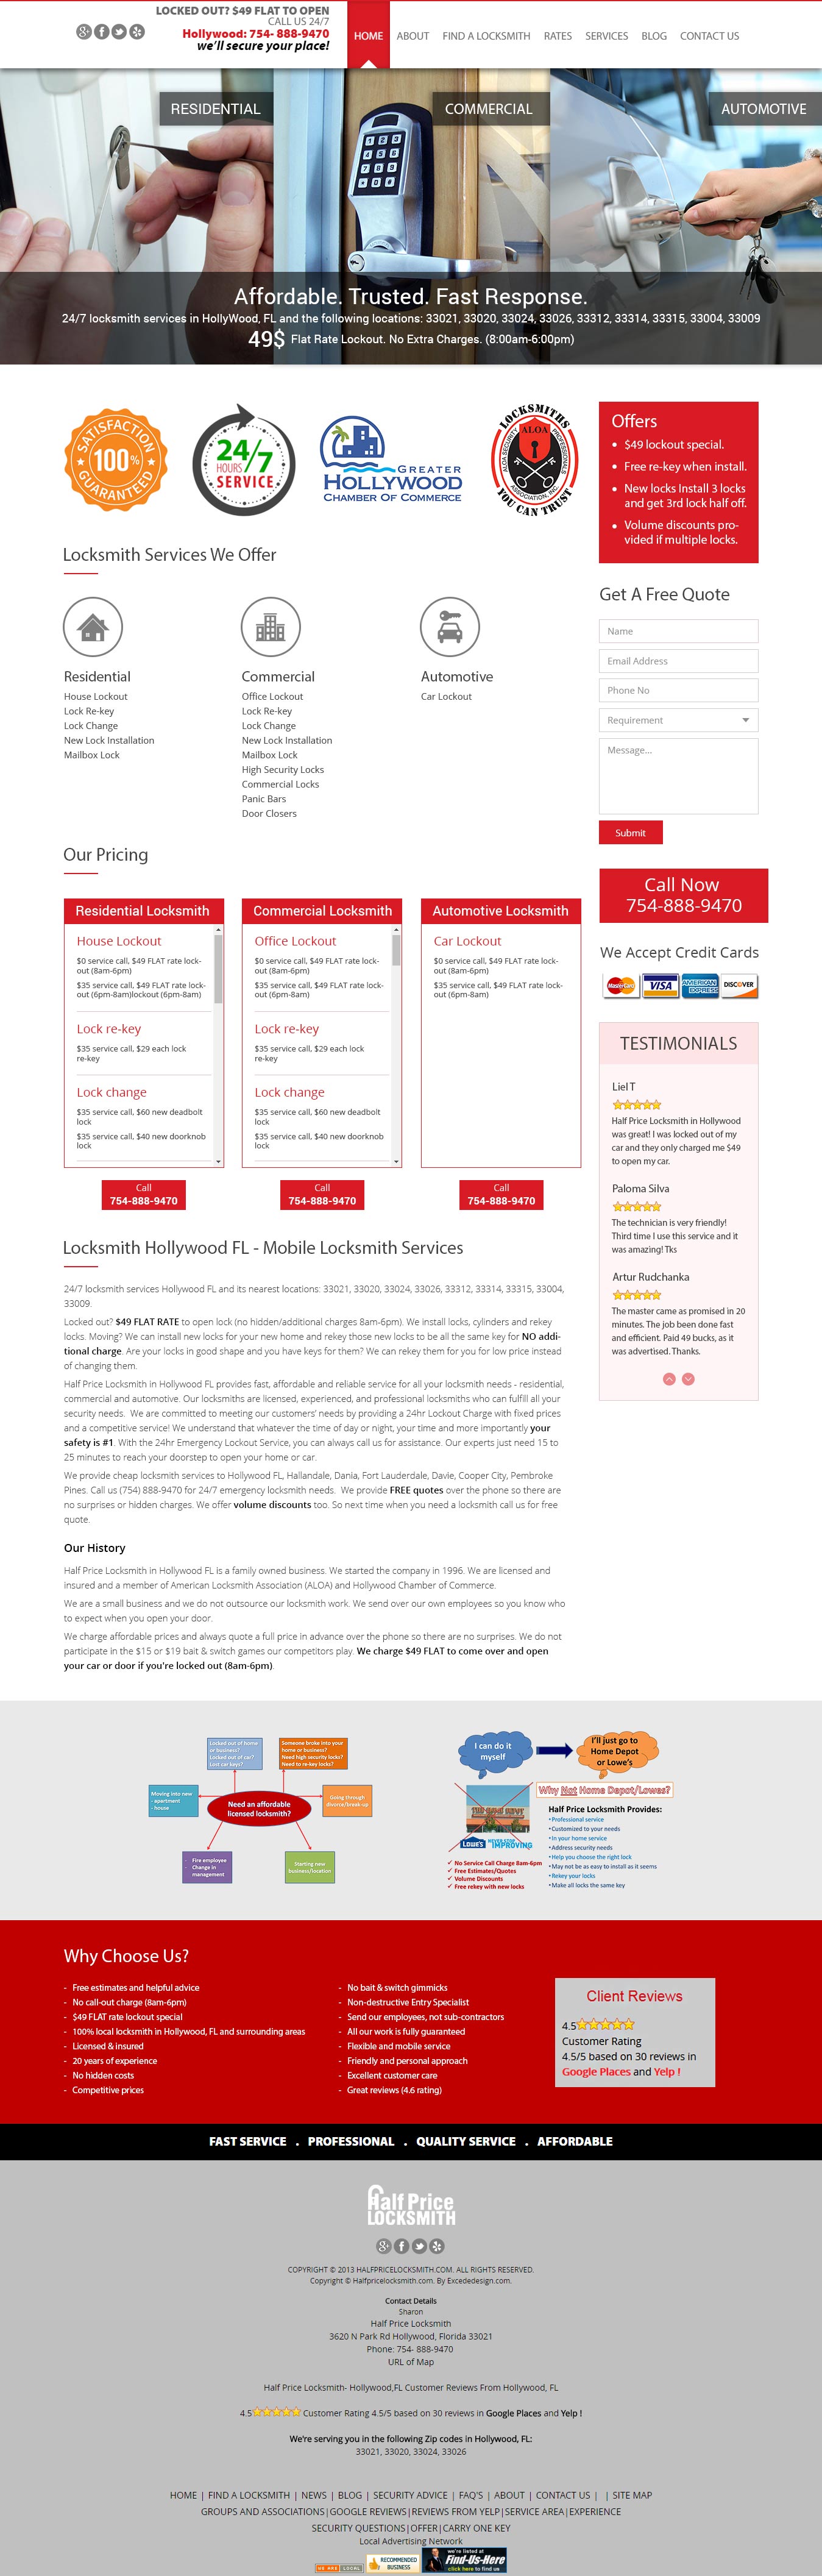 LOCKED OUT? $49 FLAT TO OPEN
CALL US 24/7
Hollywood: 754- 888-9470
we'll secure your place!
HOME ABOUT FIND A LOCKSMITH RATES SERVICES BLOG CONTACT US
RESIDENTIAL
COMMERCIAL
AUTOMOTIVE
Affordable. Trusted. Fast Response.
24/7 locksmith services in HollyWood, FL and the following locations: 33021, 33020, 33024, 33026, 33312, 33314, 33315, 33004, 33009
49$ Flat Rate Lockout. No Extra Charges. (8:00am-6:00pm)
SATISFACTION
100%
GUARANTEED
24/7
HOURS
SERVICE
GREATER
HOLLYWOOD
CHAMBER OF COMMERCE
LOCKSMITHS
ALOA
ALOA SECURITY PROFESSIONALS ASSOCIATION, INC.
YOU CAN TRUST
Offers
$49 lockout special.
Free re-key when install.
New locks Install 3 locks
and get 3rd lock half off.
Volume discounts pro-
vided if multiple locks.
Locksmith Services We Offer
Residential
House Lockout
Lock Re-key
Lock Change
New Lock Installation
Mailbox Lock
Commercial
Office Lockout
Lock Re-key
Lock Change
New Lock Installation
Mailbox Lock
High Security Locks
Commercial Locks
Panic Bars
Door Closers
Automotive
Car Lockout
Get A Free Quote
Name
Email Address
Phone No
Requirement
Message...
Submit
Call Now
754-888-9470
We Accept Credit Cards
MasterCard
VISA
AMERICAN
EXPRESS
DISCOVER
Our Pricing
Residential Locksmith
House Lockout
$0 service call, $49 FLAT rate lock-
out (8am-6pm)
$35 service call, $49 FLAT rate lock-
out (6pm-8am)lockout (6pm-8am)
Lock re-key
$35 service call, $29 each lock
re-key
Lock change
$35 service call, $60 new deadbolt
lock
$35 service call, $40 new doorknob
lock
Call
754-888-9470
Commercial Locksmith
Office Lockout
$0 service call, $49 FLAT rate lock-
out (8am-6pm)
$35 service call, $49 FLAT rate lock-
out (6pm-8am)
Lock re-key
$35 service call, $29 each lock
re-key
Lock change
$35 service call, $60 new deadbolt
lock
$35 service call, $40 new doorknob
lock
Call
754-888-9470
Automotive Locksmith
Car Lockout
$0 service call, $49 FLAT rate lock-
out (8am-6pm)
$35 service call, $49 FLAT rate lock-
out (6pm-8am)
Call
754-888-9470
TESTIMONIALS
Liel T
Half Price Locksmith in Hollywood
was great! I was locked out of my
car and they only charged me $49
to open my car.
Paloma Silva
The technician is very friendly!
Third time I use this service and it
was amazing! Tks
Artur Rudchanka
The master came as promised in 20
minutes. The job been done fast
and efficient. Paid 49 bucks, as it
was advertised. Thanks.
Locksmith Hollywood FL - Mobile Locksmith Services
24/7 locksmith services Hollywood FL and its nearest locations: 33021, 33020, 33024, 33026, 33312, 33314, 33315, 33004,
33009.
Locked out? $49 FLAT RATE to open lock (no hidden/additional charges 8am-6pm). We install locks, cylinders and rekey
locks. Moving? We can install new locks for your new home and rekey those new locks to be all the same key for NO addi-
tional charge. Are your locks in good shape and you have keys for them? We can rekey them for you for low price instead
of changing them.
Half Price Locksmith in Hollywood FL provides fast, affordable and reliable service for all your locksmith needs - residential,
commercial and automotive. Our locksmiths are licensed, experienced, and professional locksmiths who can fulfill all your
security needs. We are committed to meeting our customers' needs by providing a 24hr Lockout Charge with fixed prices
and a competitive service! We understand that whatever the time of day or night, your time and more importantly your
safety is #1. With the 24hr Emergency Lockout Service, you can always call us for assistance. Our experts just need 15 to
25 minutes to reach your doorstep to open your home or car.
We provide cheap locksmith services to Hollywood FL, Hallandale, Dania, Fort Lauderdale, Davie, Cooper City, Pembroke
Pines. Call us (754) 888-9470 for 24/7 emergency locksmith needs. We provide FREE quotes over the phone so there are
no surprises or hidden charges. We offer volume discounts too. So next time when you need a locksmith call us for free
quote.
Our History
Half Price Locksmith in Hollywood FL is a family owned business. We started the company in 1996. We are licensed and
insured and a member of American Locksmith Association (ALOA) and Hollywood Chamber of Commerce.
We are a small business and we do not outsource our locksmith work. We send over our own employees so you know who
to expect when you open your door.
We charge affordable prices and always quote a full price in advance over the phone so there are no surprises. We do not
participate in the $15 or $19 bait & switch games our competitors play. We charge $49 FLAT to come over and open
your car or door if you're locked out (8am-6pm).
Locked out of home
or business?
Locked out of car?
Lost car keys?
Someone broke into your
home or business?
Need high security locks?
Need to re-key locks?
Moving into new
- apartment
- house
Need an affordable
licensed locksmith?
Going through
divorce/break-up
- Fire employee
- Change in
management
Starting new
business/location
I can do it
myself
I'll just go to
Home Depot
or Lowe's
Why Not Home Depot/Lowes?
LOWE'S NEVER STOP
IMPROVING
No Service Call Charge 8am-6pm
Free Estimates/Quotes
Volume Discounts
Free rekey with new locks
Half Price Locksmith Provides:
Professional service
Customized to your needs
In your home service
Address security needs
Help you choose the right lock
May not be as easy to install as it seems
Rekey your locks
Make all locks the same key
Why Choose Us?
- Free estimates and helpful advice
- No call-out charge (8am-6pm)
- $49 FLAT rate lockout special
- 100% local locksmith in Hollywood, FL and surrounding areas
- Licensed & insured
- 20 years of experience
- No hidden costs
- Competitive prices
- No bait & switch gimmicks
- Non-destructive Entry Specialist
- Send our employees, not sub-contractors
- All our work is fully guaranteed
- Flexible and mobile service
- Friendly and personal approach
- Excellent customer care
- Great reviews (4.6 rating)
Client Reviews
4.5
Customer Rating
4.5/5 based on 30 reviews in
Google Places and Yelp !
FAST SERVICE . PROFESSIONAL . QUALITY SERVICE . AFFORDABLE
Half Price
LOCKSMITH
COPYRIGHT © 2013 HALFPRICELOCKSMITH.COM. ALL RIGHTS RESERVED.
Copyright © Halfpricelocksmith.com. By Excededesign.com.
Contact Details
Sharon
Half Price Locksmith
3620 N Park Rd Hollywood, Florida 33021
Phone: 754- 888-9470
URL of Map
Half Price Locksmith- Hollywood,FL Customer Reviews From Hollywood, FL
4.5 Customer Rating 4.5/5 based on 30 reviews in Google Places and Yelp !
We're serving you in the following Zip codes in Hollywood, FL:
33021, 33020, 33024, 33026
HOME | FIND A LOCKSMITH | NEWS | BLOG | SECURITY ADVICE | FAQ'S | ABOUT | CONTACT US | | SITE MAP
GROUPS AND ASSOCIATIONS|GOOGLE REVIEWS|REVIEWS FROM YELP|SERVICE AREA|EXPERIENCE
SECURITY QUESTIONS|OFFER|CARRY ONE KEY
Local Advertising Network
WE ARE LOCAL
RECOMMENDED
BUSINESS
we're listed at
Find-Us-Here
click here to find us